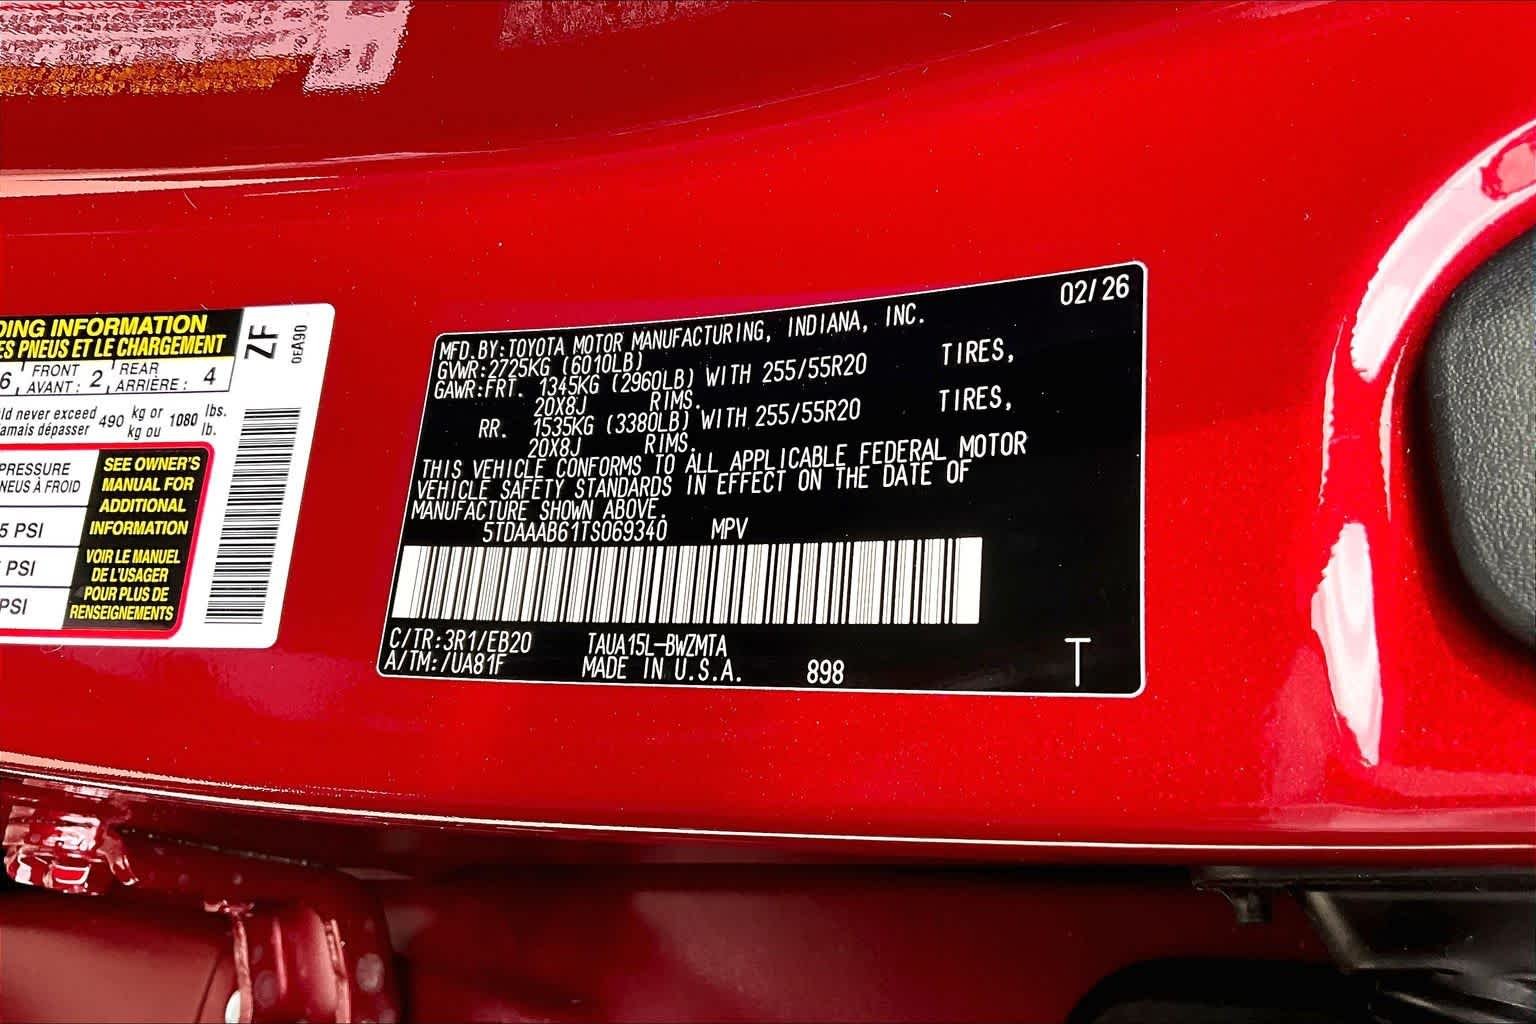 DING INFORMATION
ES PNEUS ET LE CHARGEMENT
6, FRONT AVANT : 2 , REAR ARRIÈRE : 4
ld never exceed 490 kg or 1080 lbs.
amais dépasser kg ou lb.
PRESSURE
NEUS À FROID
5 PSI
PSI
PSI
SEE OWNER'S
MANUAL FOR
ADDITIONAL
INFORMATION
VOIR LE MANUEL
DE L'USAGER
POUR PLUS DE
RENSEIGNEMENTS
ZF
0EA90
02/26
MFD.BY:TOYOTA MOTOR MANUFACTURING, INDIANA, INC.
GVWR:2725KG (6010LB)
GAWR:FRT. 1345KG (2960LB) WITH 255/55R20 TIRES,
20X8J RIMS.
RR. 1535KG (3380LB) WITH 255/55R20 TIRES,
20X8J RIMS.
THIS VEHICLE CONFORMS TO ALL APPLICABLE FEDERAL MOTOR
VEHICLE SAFETY STANDARDS IN EFFECT ON THE DATE OF
MANUFACTURE SHOWN ABOVE.
5TDAAAB61TS069340 MPV
C/TR:3R1/EB20 TAUA15L-BWZMTA
A/TM:/UA81F MADE IN U.S.A. 898
T